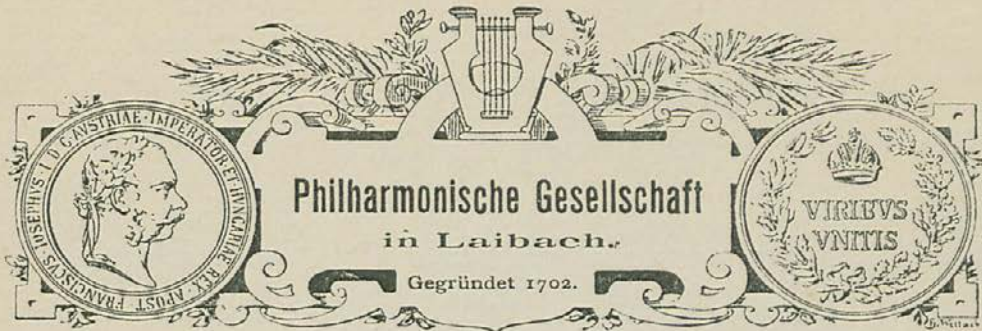 FRANCISCVS IOSEPHVS I D G AVSTRIAE IMPERATOR ET HVNGARIAE REX APOST
Philharmonische Gesellschaft
in Laibach.
Gegründet 1702.
VIRIBVS
VNITIS